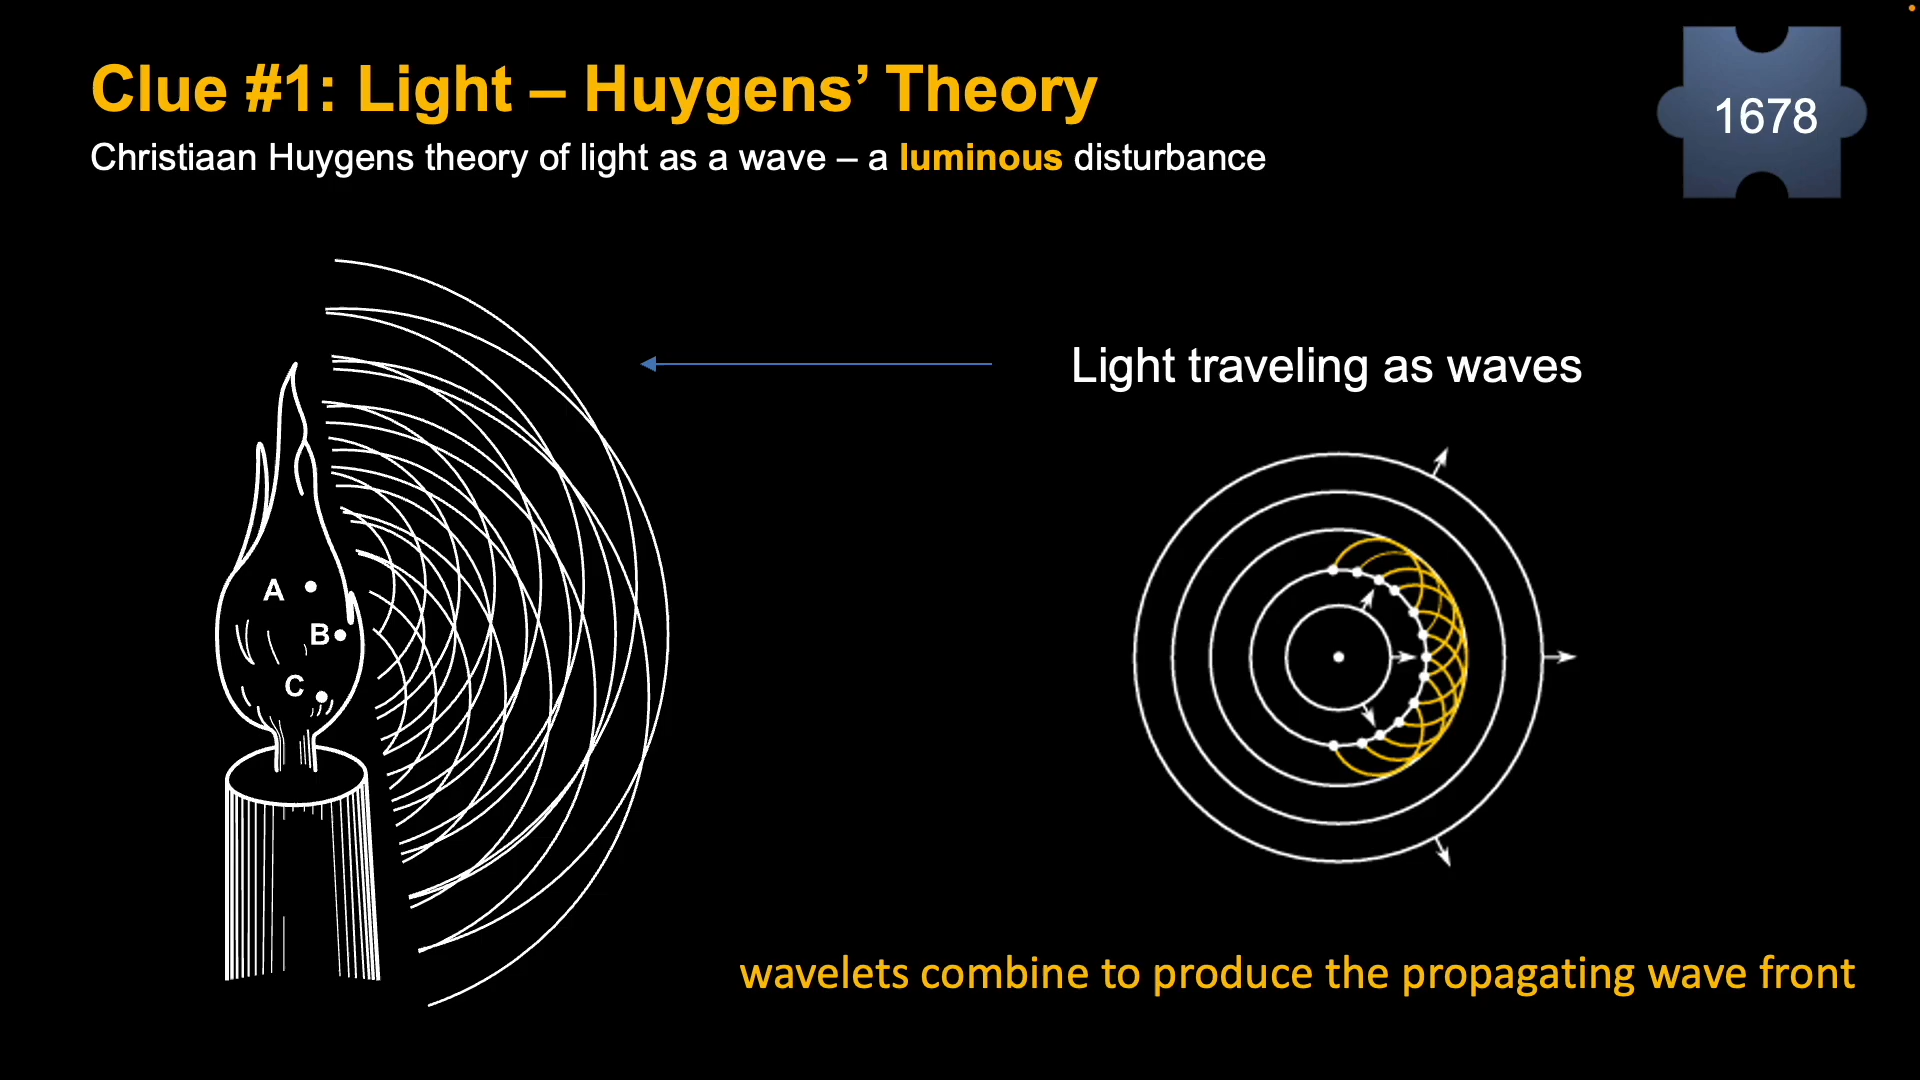 Clue #1: Light – Huygens’ Theory
Christiaan Huygens theory of light as a wave – a luminous disturbance
1678
Light traveling as waves
A
B
C
wavelets combine to produce the propagating wave front